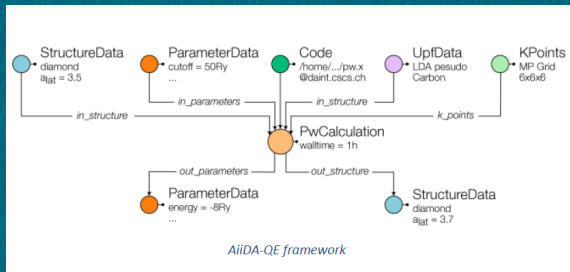 StructureData
diamond
alat = 3.5
ParameterData
cutoff = 50Ry
...
Code
/home/.../pw.x
@daint.cscs.ch
UpfData
LDA pesudo
Carbon
KPoints
MP Grid
6x6x6
in_structure
in_parameters
in_structure
k_points
PwCalculation
walltime = 1h
out_parameters
out_structure
ParameterData
energy = -8Ry
...
StructureData
diamond
alat = 3.7
AiiDA-QE framework